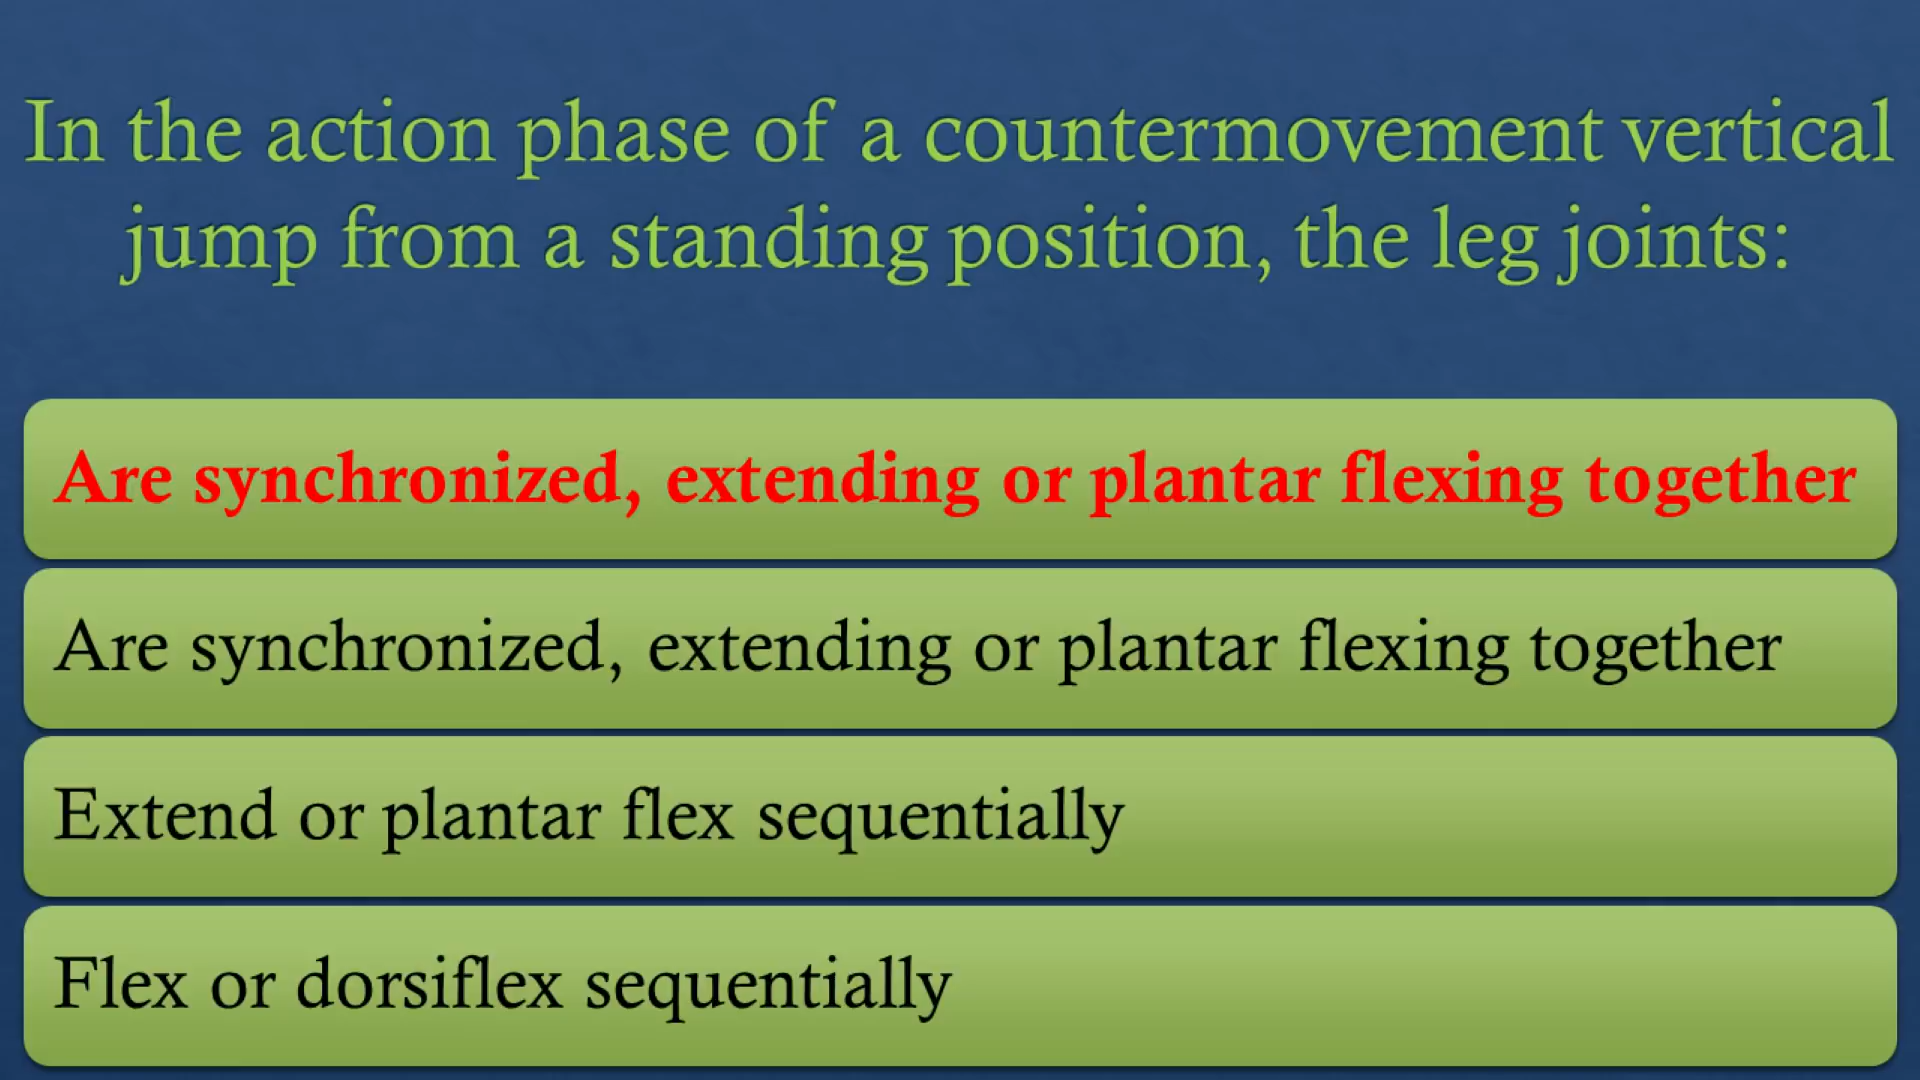 In the action phase of a countermovement vertical
jump from a standing position, the leg joints:
Are synchronized, extending or plantar flexing together
Are synchronized, extending or plantar flexing together
Extend or plantar flex sequentially
Flex or dorsiflex sequentially